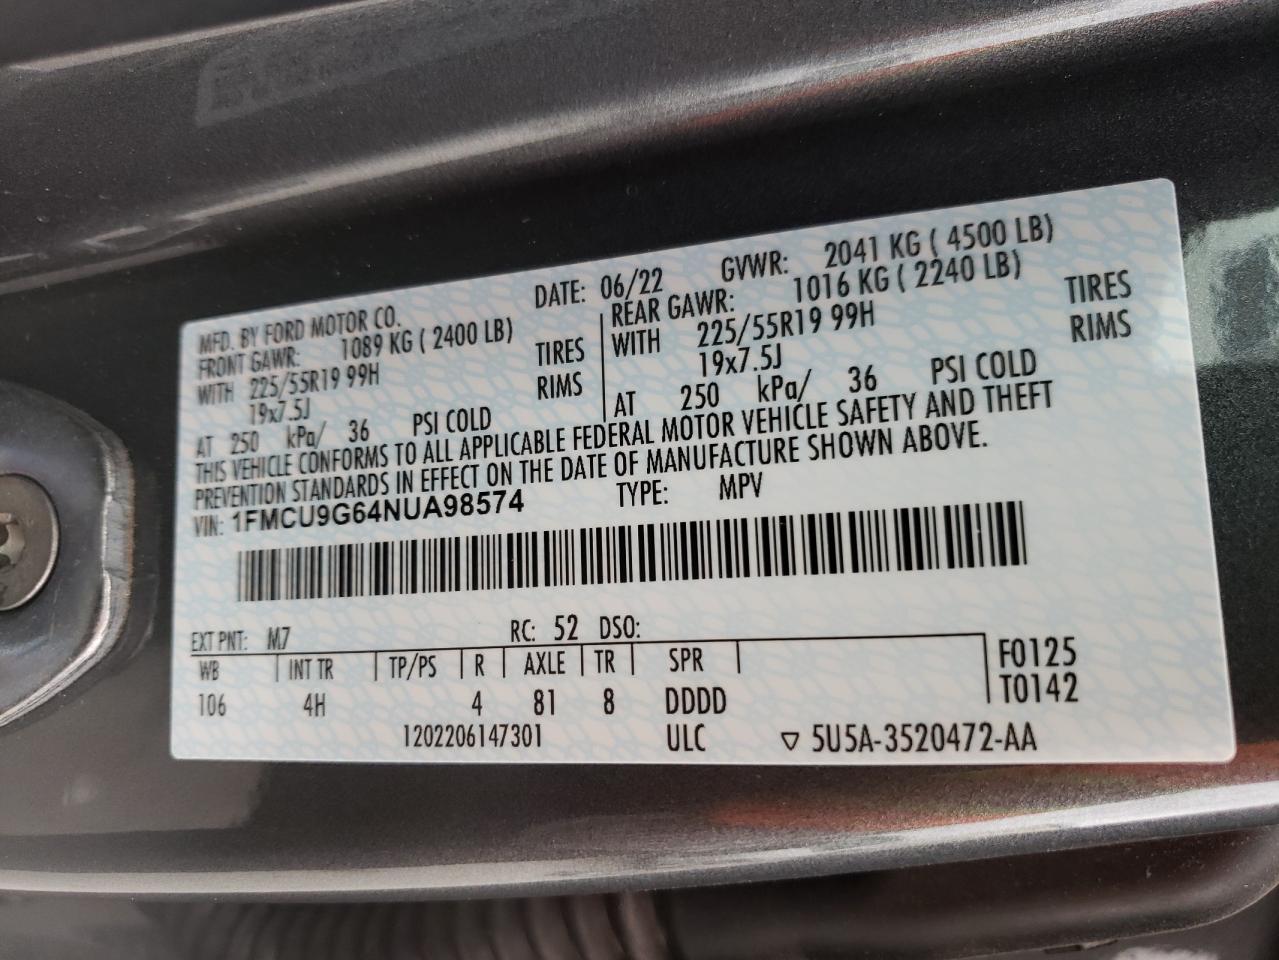 MFD. BY FORD MOTOR CO. DATE: 06/22 GVWR: 2041 KG ( 4500 LB)
FRONT GAWR: 1089 KG ( 2400 LB) REAR GAWR: 1016 KG ( 2240 LB)
WITH 225/55R19 99H TIRES WITH 225/55R19 99H TIRES
19x7.5J RIMS 19x7.5J RIMS
AT 250 kPa/ 36 PSI COLD AT 250 kPa/ 36 PSI COLD
THIS VEHICLE CONFORMS TO ALL APPLICABLE FEDERAL MOTOR VEHICLE SAFETY AND THEFT
PREVENTION STANDARDS IN EFFECT ON THE DATE OF MANUFACTURE SHOWN ABOVE.
VIN: 1FMCU9G64NUA98574 TYPE: MPV
EXT PNT: M7 RC: 52 DSO:
WB INT TR TP/PS R AXLE TR SPR F0125
106 4H 4 81 8 DDDD T0142
1202206147301 ULC ▽ 5U5A-3520472-AA